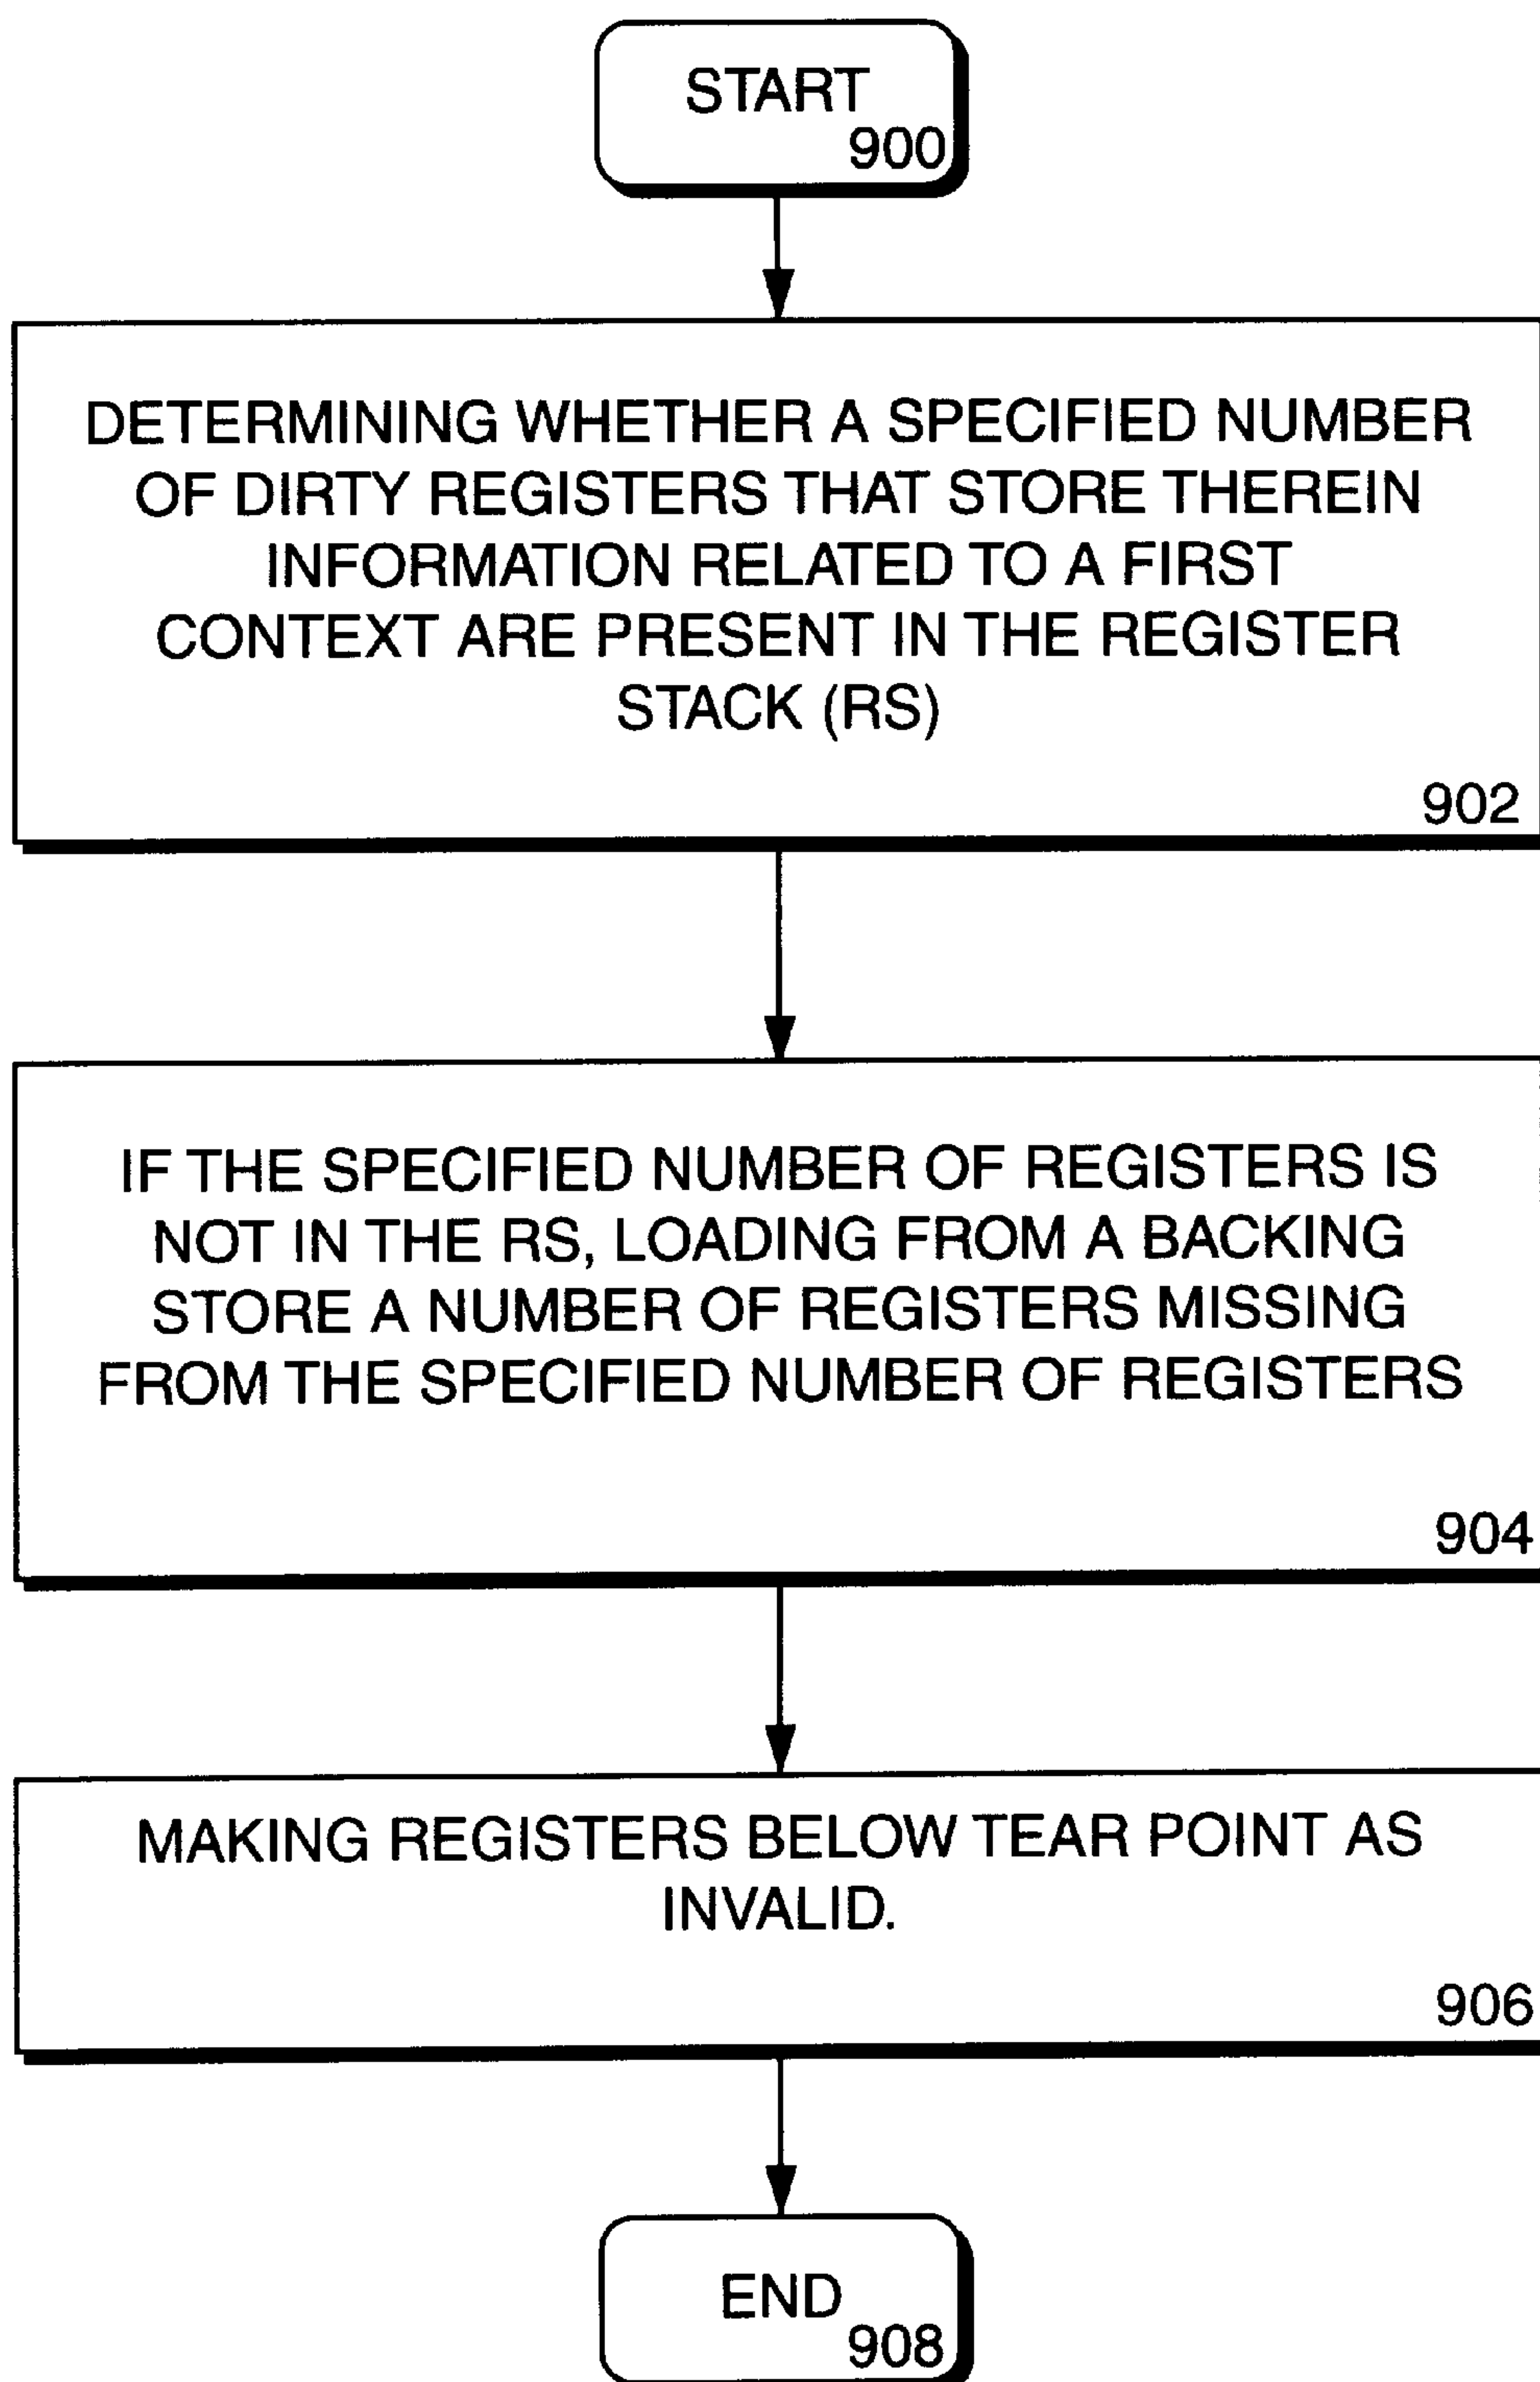 START
900
DETERMINING WHETHER A SPECIFIED NUMBER
OF DIRTY REGISTERS THAT STORE THEREIN
INFORMATION RELATED TO A FIRST
CONTEXT ARE PRESENT IN THE REGISTER
STACK (RS)
902
IF THE SPECIFIED NUMBER OF REGISTERS IS
NOT IN THE RS, LOADING FROM A BACKING
STORE A NUMBER OF REGISTERS MISSING
FROM THE SPECIFIED NUMBER OF REGISTERS
904
MAKING REGISTERS BELOW TEAR POINT AS
INVALID.
906
END
908